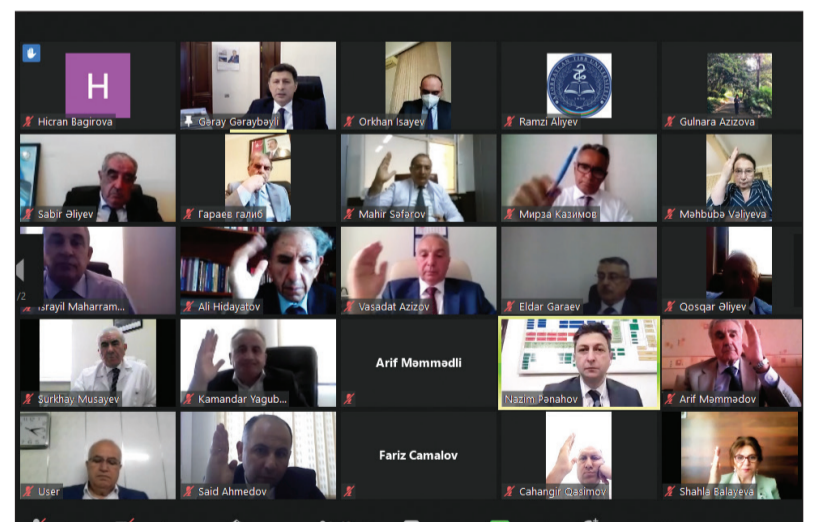 H
Hicran Bagirova
Gəray Gəraybəyli
Orkhan Isayev
Ramzi Aliyev
Gulnara Azizova
Sabir Əliyev
Гараев галиб
Mahir Səfərov
Мирза Казимов
Məhbubə Vəliyeva
/2
Israyil Maharram...
Ali Hidayatov
Vasadat Azizov
Eldar Garaev
Qosqar Əliyev
Surkhay Musayev
Kamandar Yagub...
Arif Məmmədli
Nazim Pənahov
Arif Məmmədov
User
Said Ahmedov
Fariz Camalov
Cahangir Qasimov
Shahla Balayeva